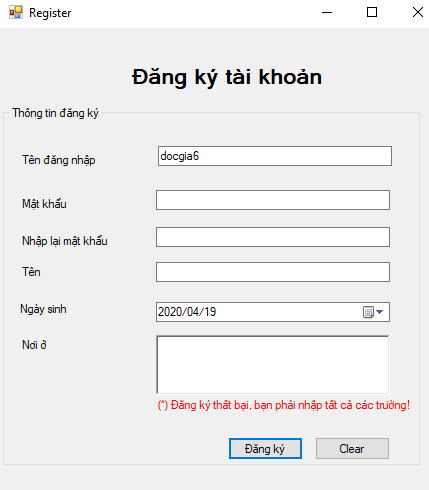 Register
Đăng ký tài khoản
Thông tin đăng ký
Tên đăng nhập
docgia6
Mật khẩu
Nhập lại mật khẩu
Tên
Ngày sinh
2020/04/19
Nơi ở
(*) Đăng ký thất bại, bạn phải nhập tất cả các trường!
Đăng ký
Clear